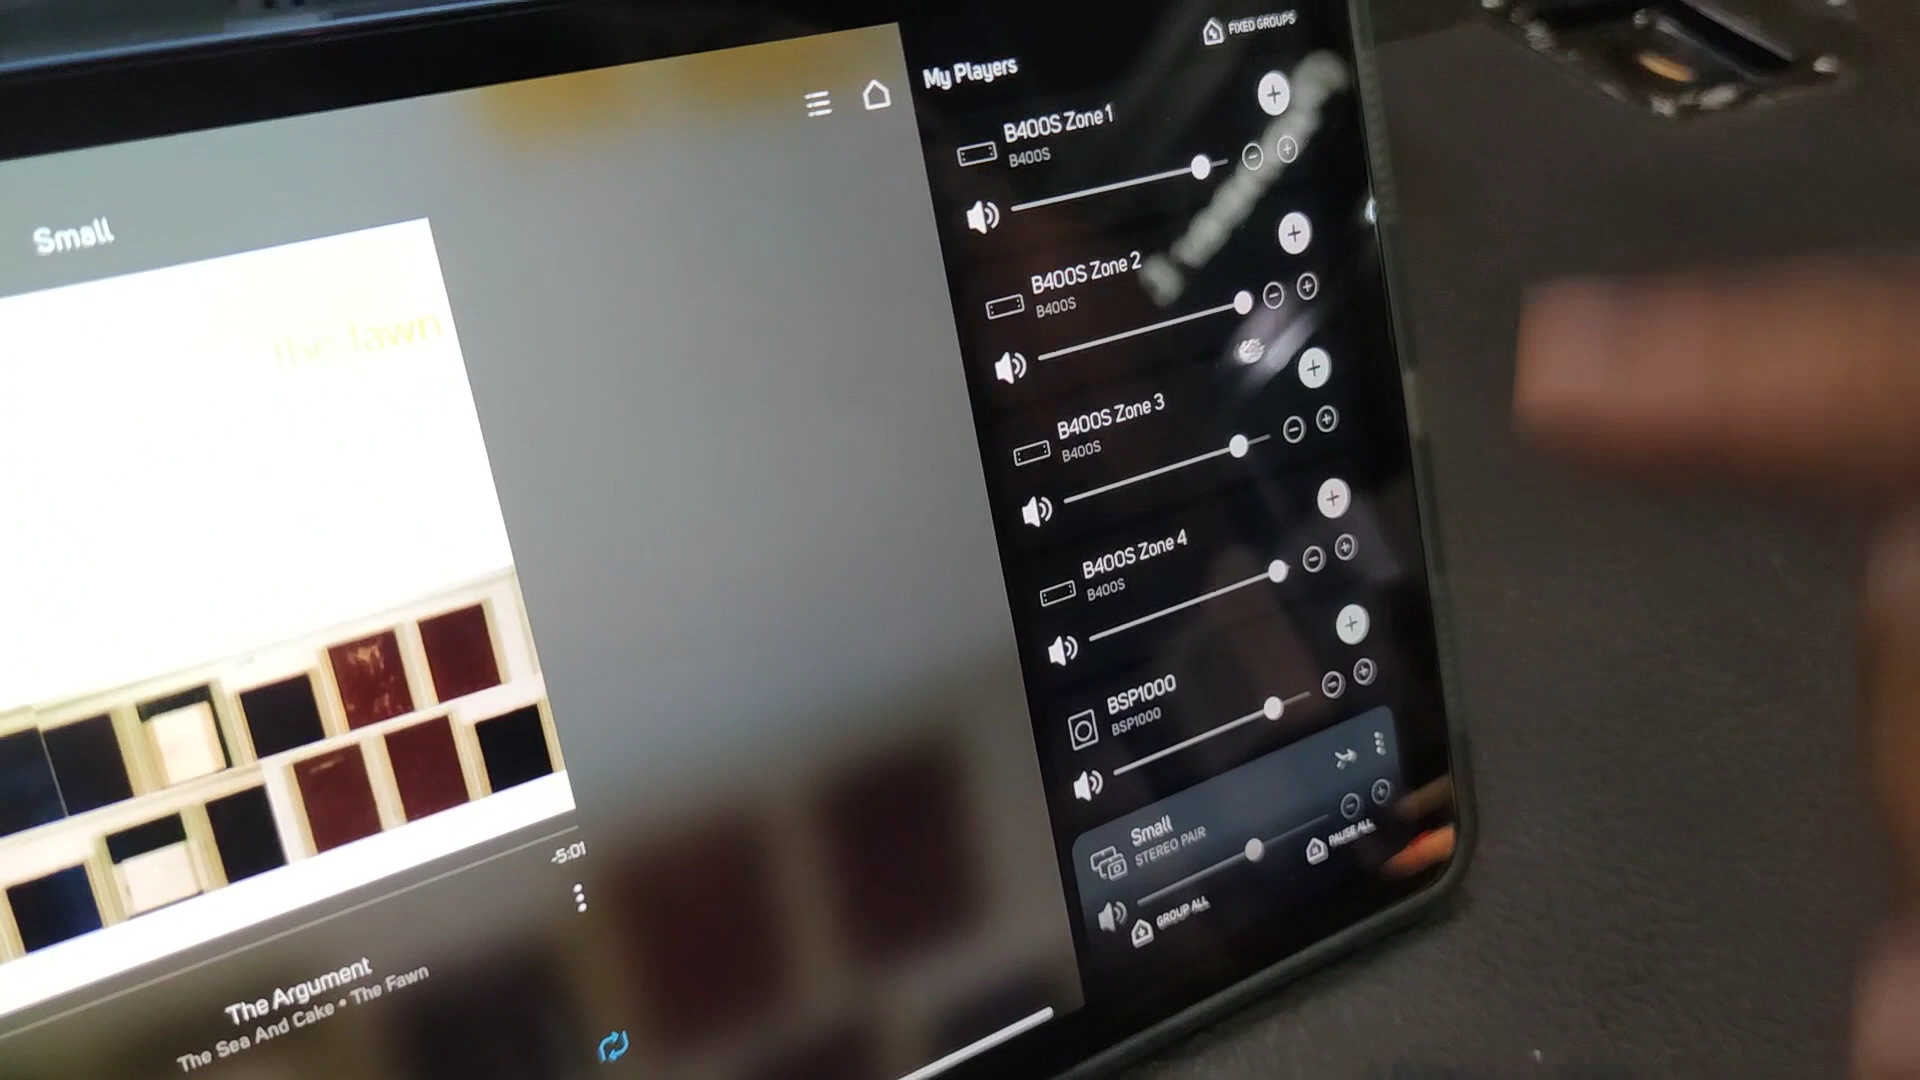 Small
the fawn
-5:01
The Argument
The Sea And Cake • The Fawn
FIXED GROUPS
My Players
B400S Zone 1
B400S
B400S Zone 2
B400S
B400S Zone 3
B400S
B400S Zone 4
B400S
BSP1000
BSP1000
Small
STEREO PAIR
PAUSE ALL
GROUP ALL